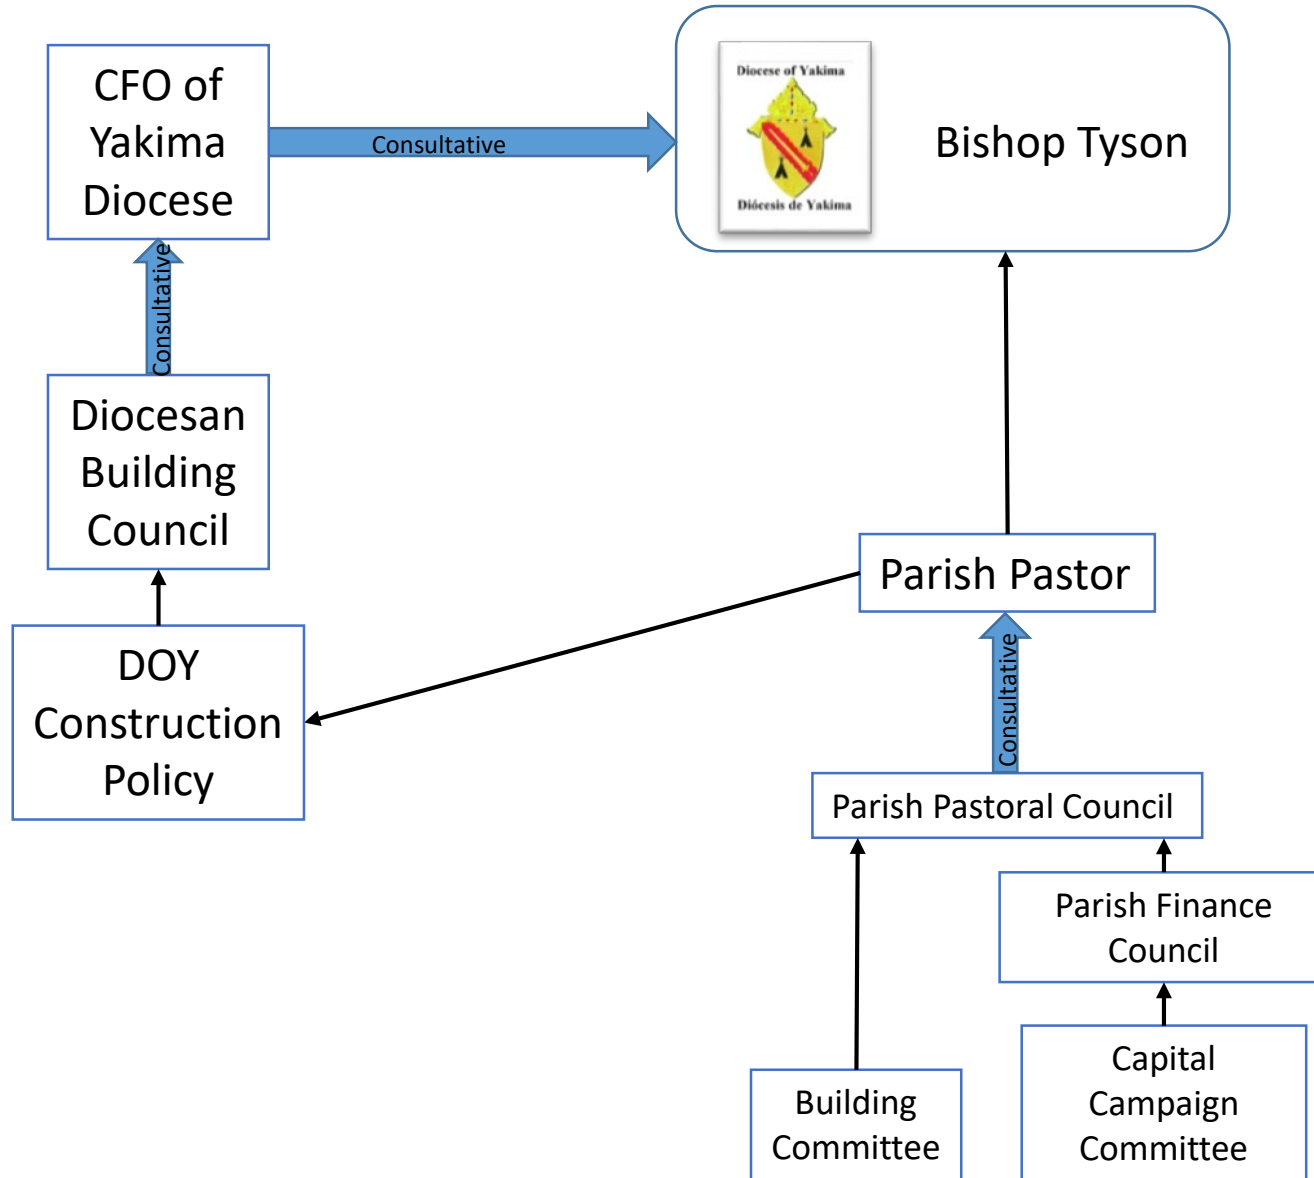 CFO of
Yakima
Diocese
Consultative
Diocese of Yakima
Diócesis de Yakima
Bishop Tyson
Consultative
Diocesan
Building
Council
DOY
Construction
Policy
Parish Pastor
Consultative
Parish Pastoral Council
Parish Finance
Council
Capital
Campaign
Committee
Building
Committee